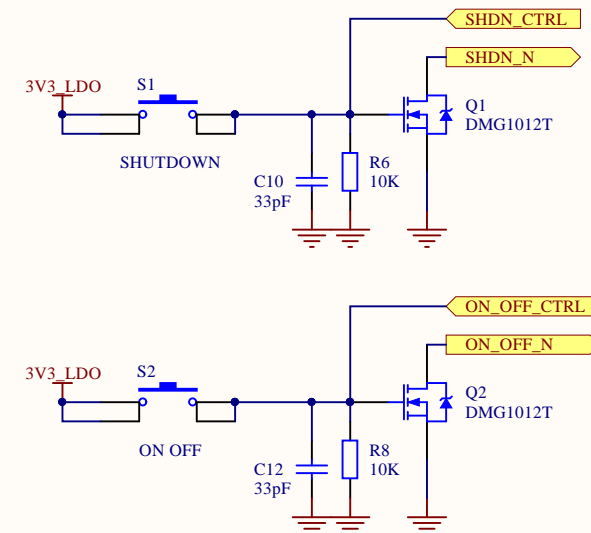 SHDN_CTRL
SHDN_N
3V3_LDO
S1
Q1
DMG1012T
SHUTDOWN
R6
10K
C10
33pF
ON_OFF_CTRL
ON_OFF_N
3V3_LDO
S2
Q2
DMG1012T
ON OFF
R8
10K
C12
33pF